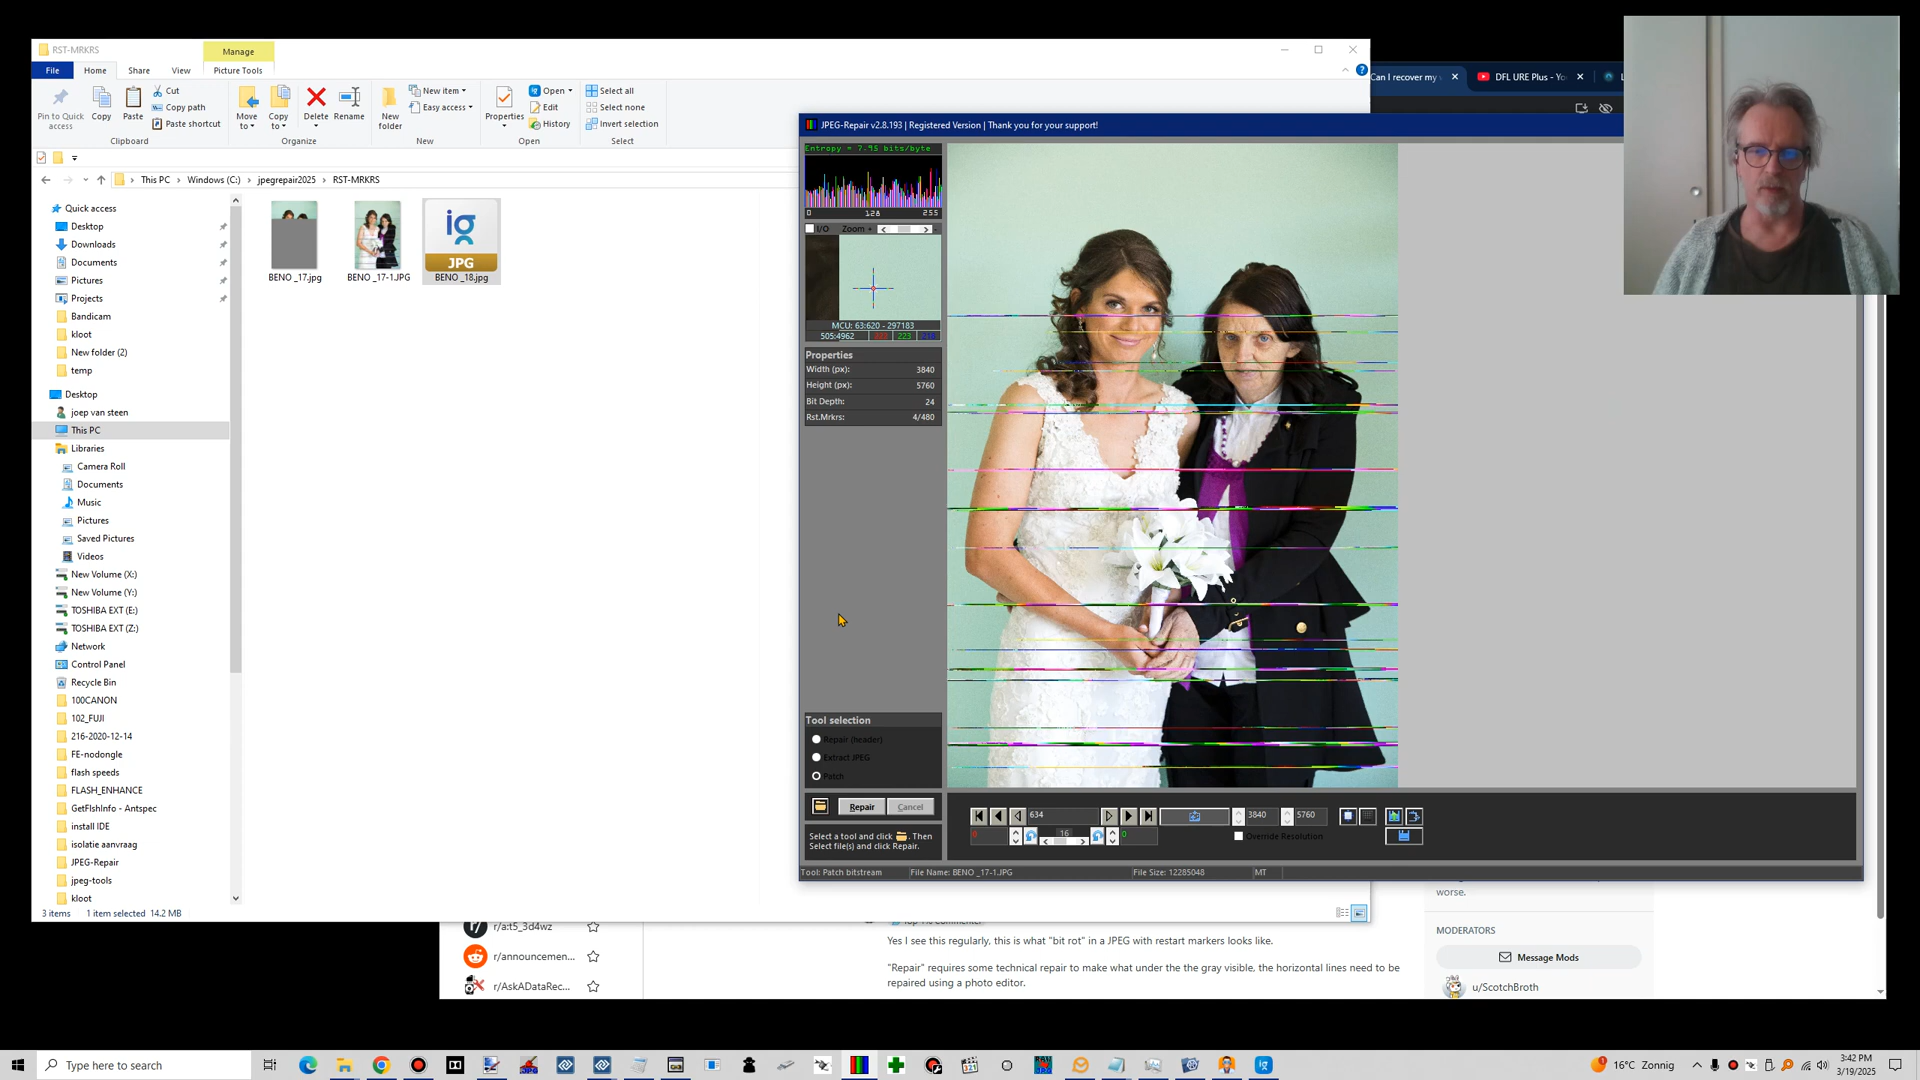 RST-MRKRS
Manage
File
Home
Share
View
Picture Tools
Pin to Quick access
Copy
Paste
Cut
Copy path
Paste shortcut
Clipboard
Move to
Copy to
Delete
Rename
Organize
New folder
New item
Easy access
New
Properties
Open
Edit
History
Open
Select all
Select none
Invert selection
Select
Can I recover my
DFL URE Plus - Yo
This PC > Windows (C:) > jpegrepair2025 > RST-MRKRS
Quick access
Desktop
Downloads
Documents
Pictures
Projects
Bandicam
kloot
New folder (2)
temp
Desktop
joep van steen
This PC
Libraries
Camera Roll
Documents
Music
Pictures
Saved Pictures
Videos
New Volume (X:)
New Volume (Y:)
TOSHIBA EXT (E:)
TOSHIBA EXT (Z:)
Network
Control Panel
Recycle Bin
100CANON
102_FUJI
216-2020-12-14
FE-nodongle
flash speeds
FLASH_ENHANCE
GetFlshInfo - Antspec
install IDE
isolatie aanvraag
JPEG-Repair
jpeg-tools
kloot
3 items
1 item selected 14.2 MB
BENO _17.jpg
BENO _17-1.JPG
ig
JPG
BENO _18.jpg
JPEG-Repair v2.8.193 | Registered Version | Thank you for your support!
Entropy = 7.95 bits/byte
0 128 255
I/O Zoom + -
MCU: 63:620 - 297183
505:4962 223
Properties
Width (px): 3840
Height (px): 5760
Bit Depth: 24
Rst.Mrkrs: 4/480
Tool selection
Repair (header)
Extract JPEG
Patch
Repair
Cancel
Select a tool and click . Then
Select file(s) and click Repair.
634
3840
5760
0
16
0
Override Resolution
Tool: Patch bitstream
File Name: BENO _17-1.JPG
File Size: 12285048
MT
r/a:t5_3d4wz
r/announcemen...
r/AskADataRec...
Yes I see this regularly, this is what "bit rot" in a JPEG with restart markers looks like.
"Repair" requires some technical repair to make what under the the gray visible, the horizontal lines need to be
repaired using a photo editor.
worse.
MODERATORS
Message Mods
u/ScotchBroth
Type here to search
16°C Zonnig
3:42 PM
3/19/2025